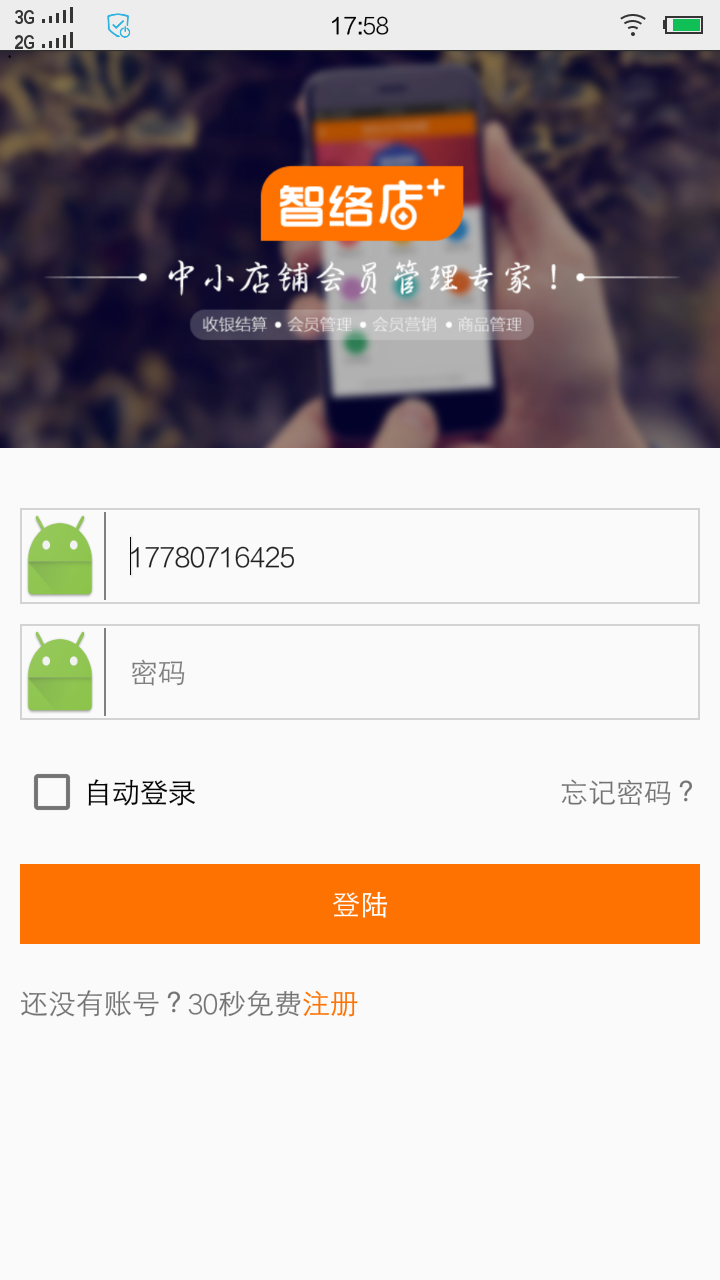 3G
17:58
2G
智络店+
中小店铺会员管理专家！
收银结算•会员管理•会员营销•商品管理
17780716425
密码
自动登录
忘记密码？
登陆
还没有账号？30秒免费注册